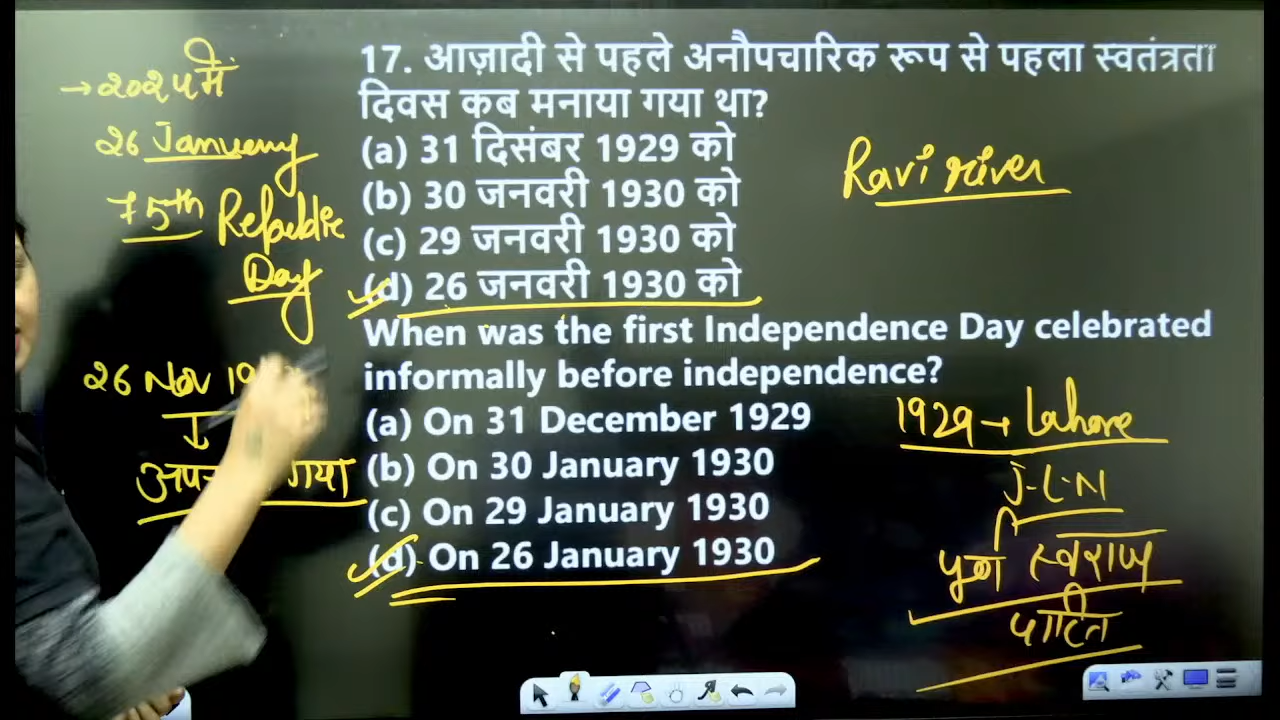 17. आज़ादी से पहले अनौपचारिक रूप से पहला स्वतंत्रता
दिवस कब मनाया गया था?
(a) 31 दिसंबर 1929 को
(b) 30 जनवरी 1930 को
(c) 29 जनवरी 1930 को
(d) 26 जनवरी 1930 को
When was the first Independence Day celebrated
informally before independence?
(a) On 31 December 1929
(b) On 30 January 1930
(c) On 29 January 1930
(d) On 26 January 1930
26
75th Republic
Day
26 Nov
गया
Ravi river
1929 → Lahore
J.L.N
पूर्ण स्वराज
पारित